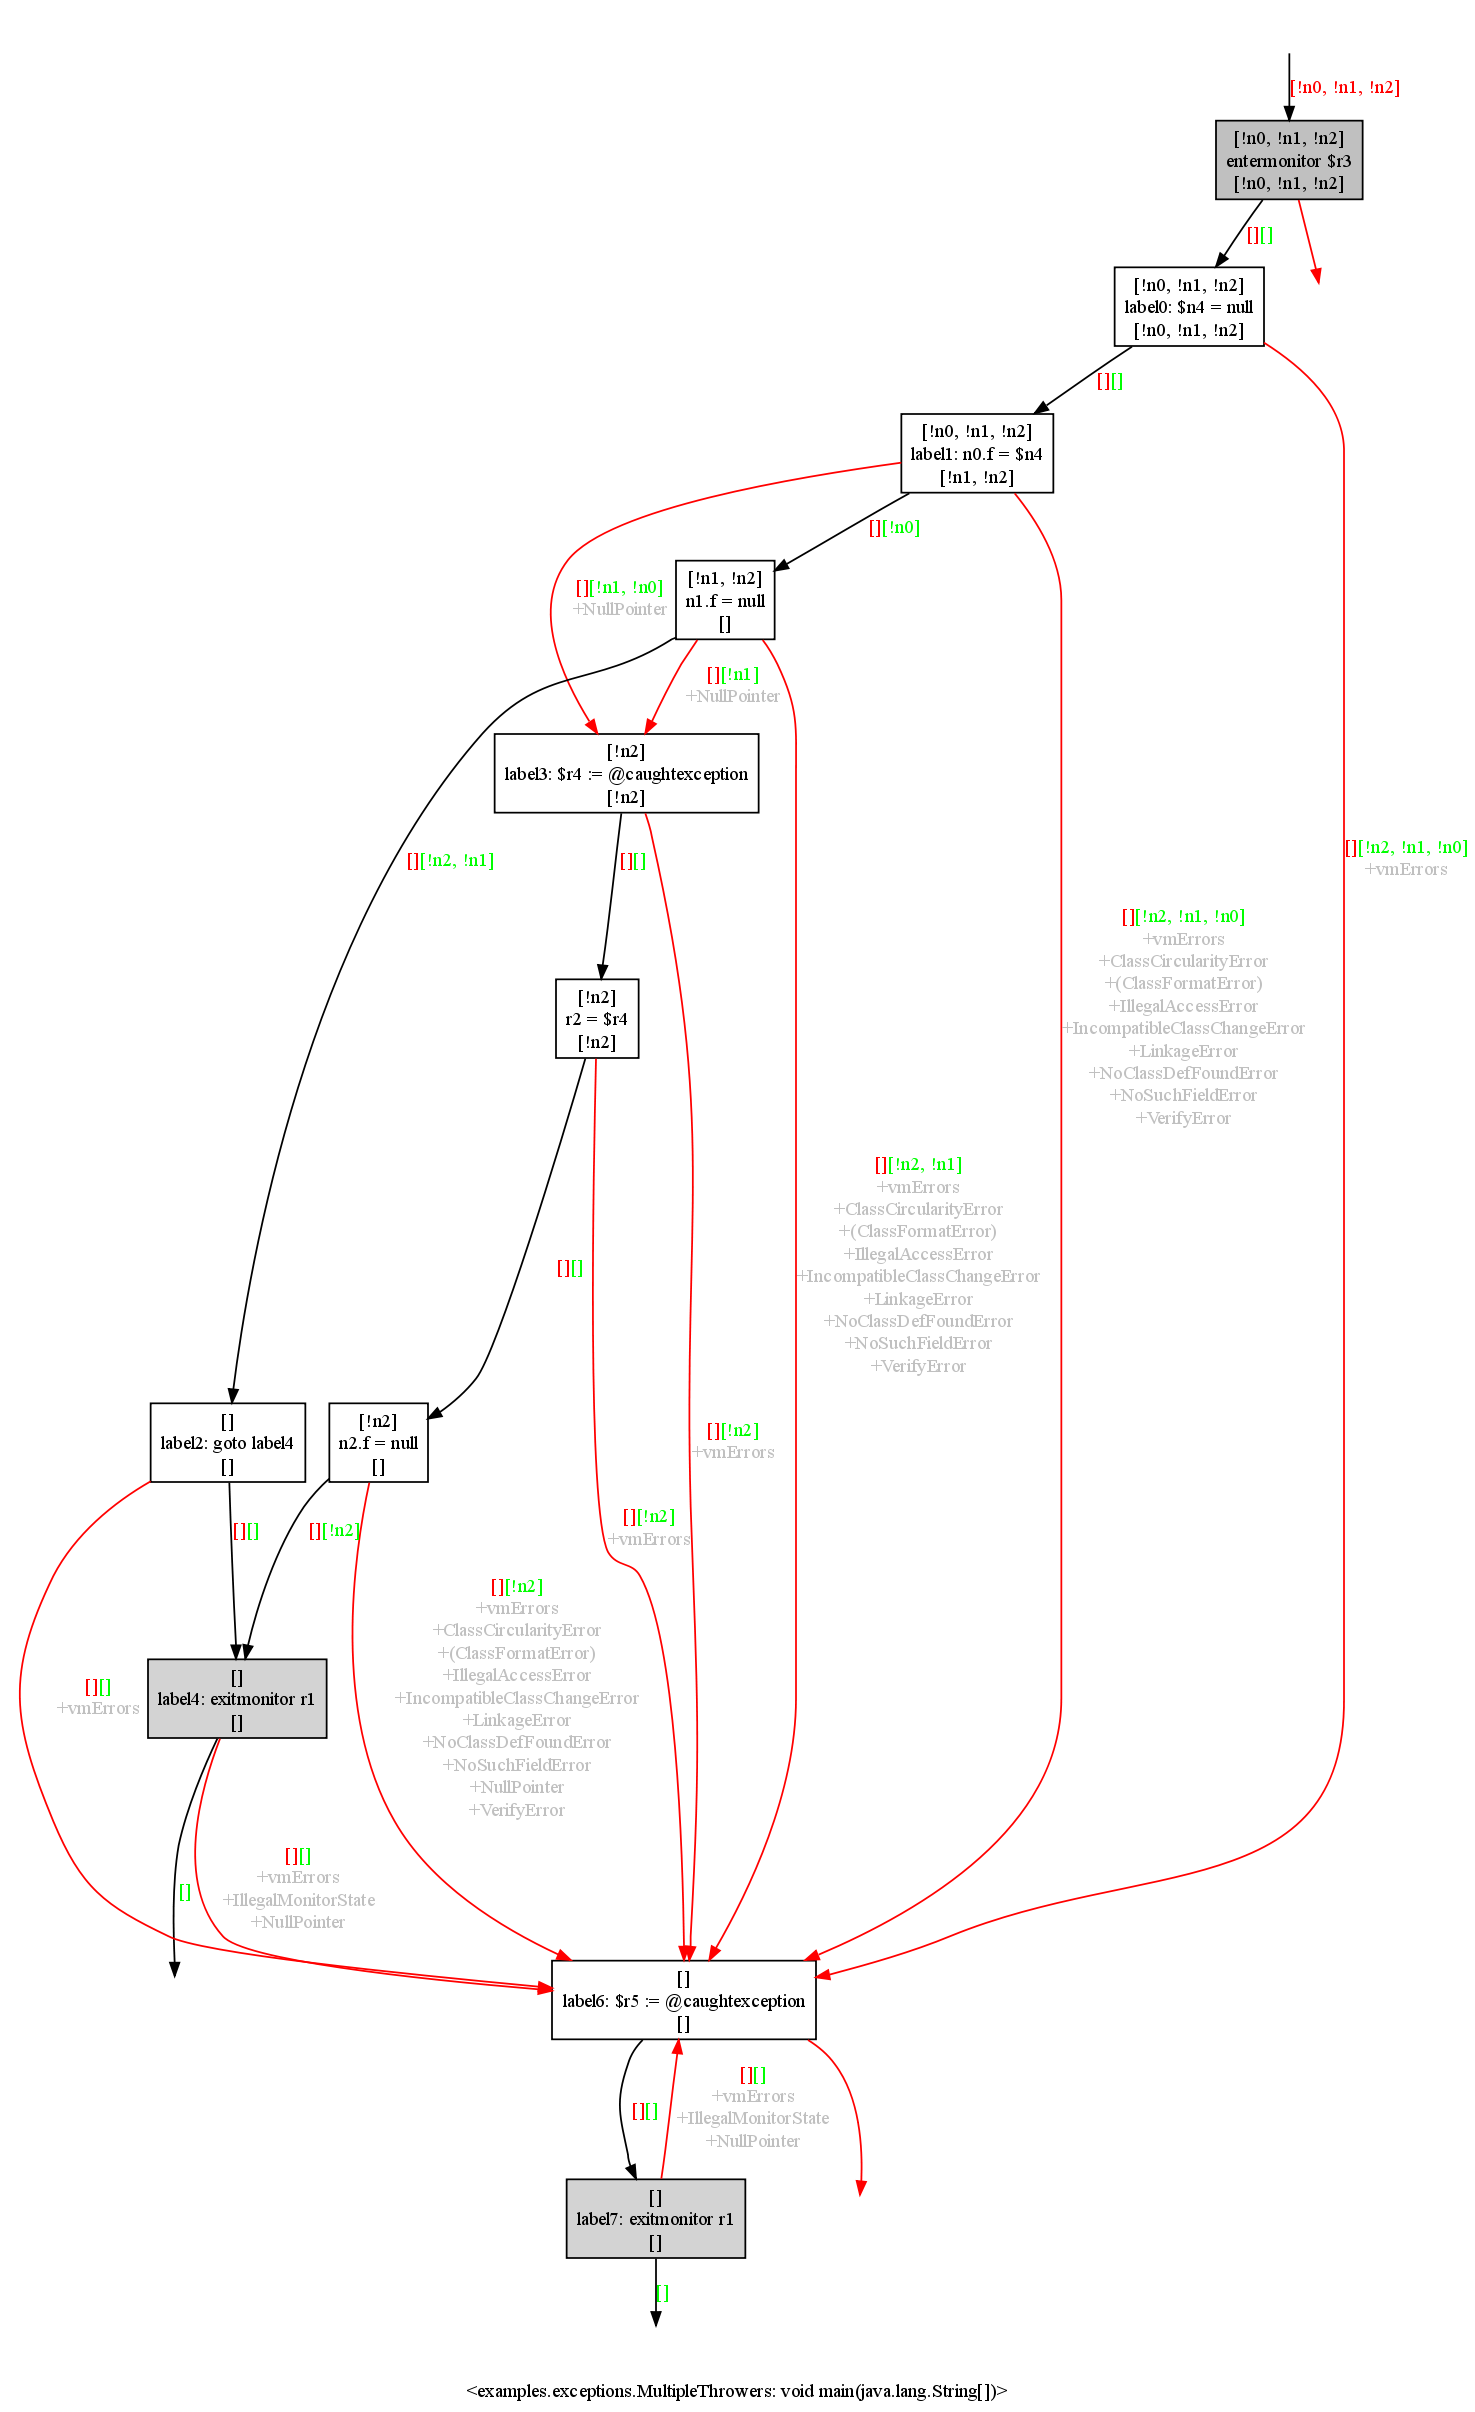 [!n0, !n1, !n2]
[!n0, !n1, !n2]
entermonitor $r3
[!n0, !n1, !n2]
[][]
[!n0, !n1, !n2]
label0: $n4 = null
[!n0, !n1, !n2]
[][]
[!n0, !n1, !n2]
label1: n0.f = $n4
[!n1, !n2]
[][!n0]
[][!n1, !n0]
+NullPointer
[!n1, !n2]
n1.f = null
[]
[][!n1]
+NullPointer
[!n2]
label3: $r4 := @caughtexception
[!n2]
[][!n2, !n1]
[][]
[][!n2, !n1, !n0]
+vmErrors
[][!n2, !n1, !n0]
+vmErrors
+ClassCircularityError
+(ClassFormatError)
+IllegalAccessError
+IncompatibleClassChangeError
+LinkageError
+NoClassDefFoundError
+NoSuchFieldError
+VerifyError
[!n2]
r2 = $r4
[!n2]
[][!n2, !n1]
+vmErrors
+ClassCircularityError
+(ClassFormatError)
+IllegalAccessError
+IncompatibleClassChangeError
+LinkageError
+NoClassDefFoundError
+NoSuchFieldError
+VerifyError
[][]
[]
label2: goto label4
[]
[!n2]
n2.f = null
[]
[][!n2]
+vmErrors
[][]
[][!n2]
[][!n2]
+vmErrors
[][!n2]
+vmErrors
+ClassCircularityError
+(ClassFormatError)
+IllegalAccessError
+IncompatibleClassChangeError
+LinkageError
+NoClassDefFoundError
+NoSuchFieldError
+NullPointer
+VerifyError
[][]
+vmErrors
[]
label4: exitmonitor r1
[]
[]
[][]
+vmErrors
+IllegalMonitorState
+NullPointer
[]
label6: $r5 := @caughtexception
[]
[][]
[][]
+vmErrors
+IllegalMonitorState
+NullPointer
[]
label7: exitmonitor r1
[]
[]
<examples.exceptions.MultipleThrowers: void main(java.lang.String[])>